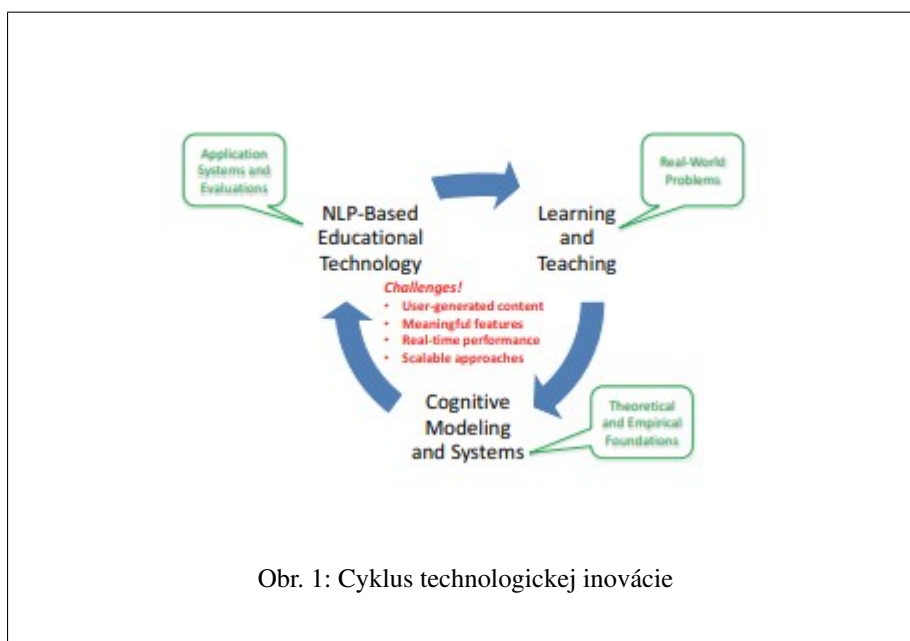 Application
Systems and
Evaluations
NLP-Based
Educational
Technology
Real-World
Problems
Learning
and
Teaching
Challenges!
• User-generated content
• Meaningful features
• Real-time performance
• Scalable approaches
Cognitive
Modeling
and Systems
Theoretical
and Empirical
Foundations
Obr. 1: Cyklus technologickej inovácie